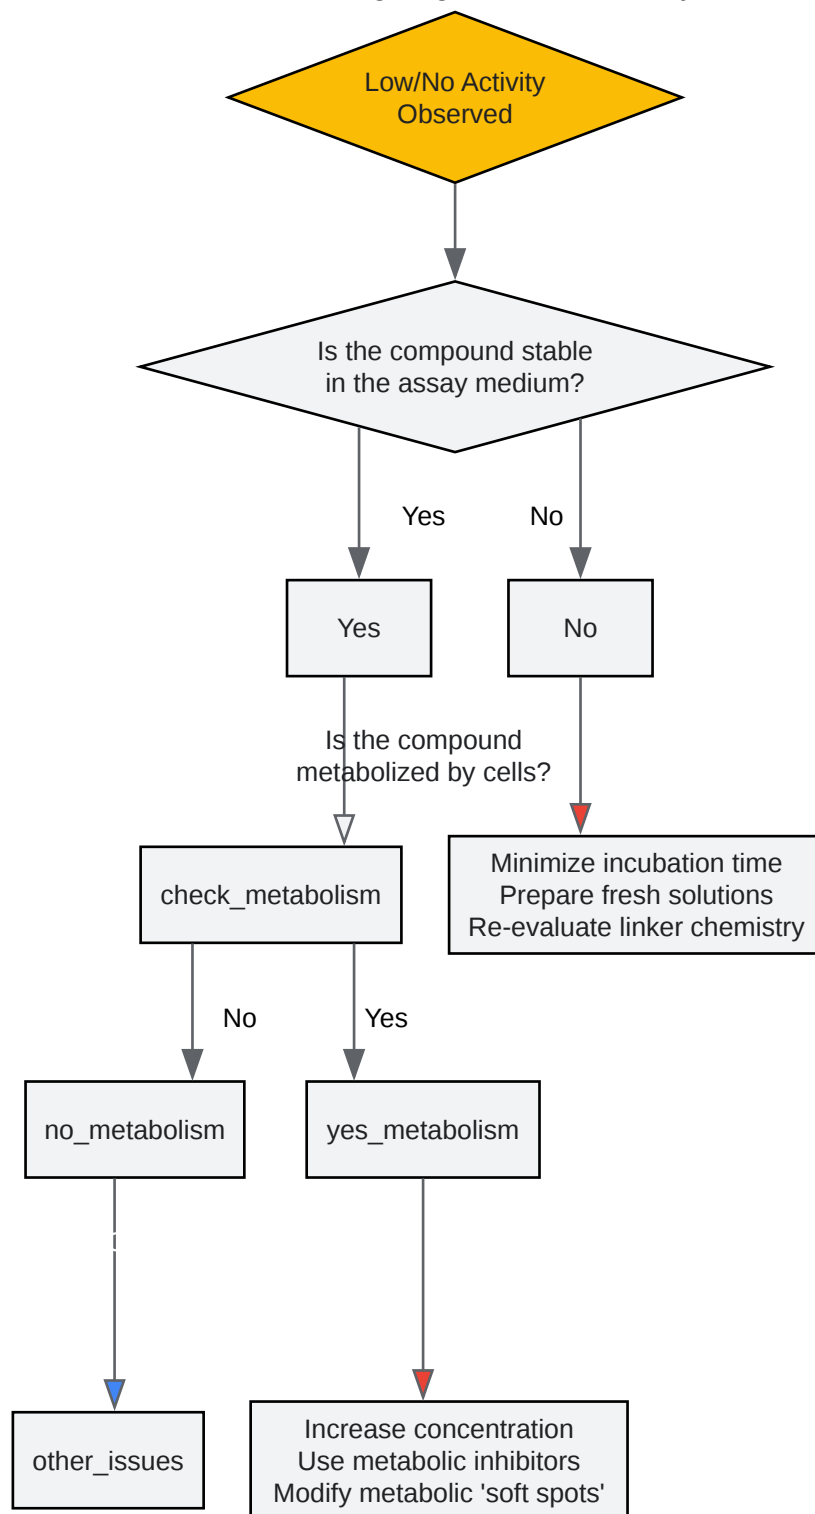 Low/No Activity
Observed
Is the compound stable
in the assay medium?
Yes
No
Yes
No
Is the compound
metabolized by cells?
Minimize incubation time
Prepare fresh solutions
Re-evaluate linker chemistry
check_metabolism
No
Yes
no_metabolism
yes_metabolism
other_issues
Increase concentration
Use metabolic inhibitors
Modify metabolic 'soft spots'